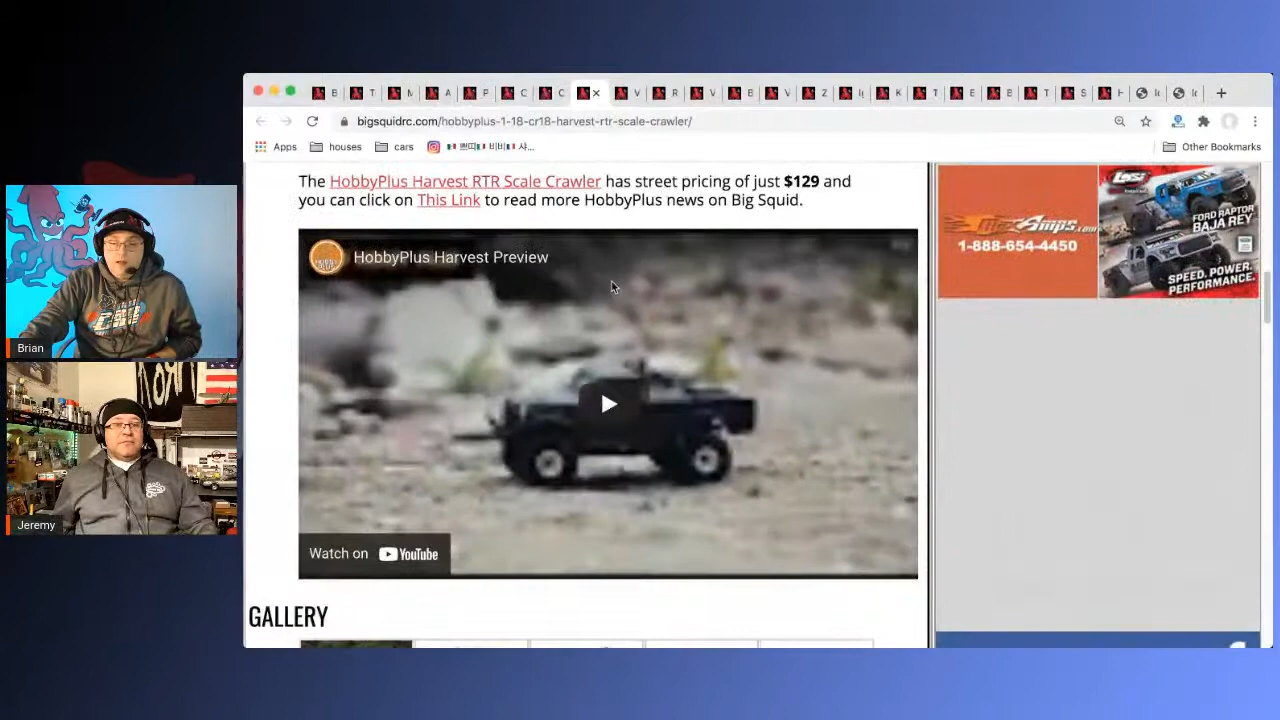 bigsquidrc.com/hobbyplus-1-18-cr18-harvest-rtr-scale-crawler/
Apps
houses
cars
Other Bookmarks
The HobbyPlus Harvest RTR Scale Crawler has street pricing of just $129 and
you can click on This Link to read more HobbyPlus news on Big Squid.
HobbyPlus Harvest Preview
Watch on YouTube
GALLERY
1-888-654-4450
LOSI
FORD RAPTOR
BAJA REY
SPEED. POWER.
PERFORMANCE.
Brian
KORN
Jeremy